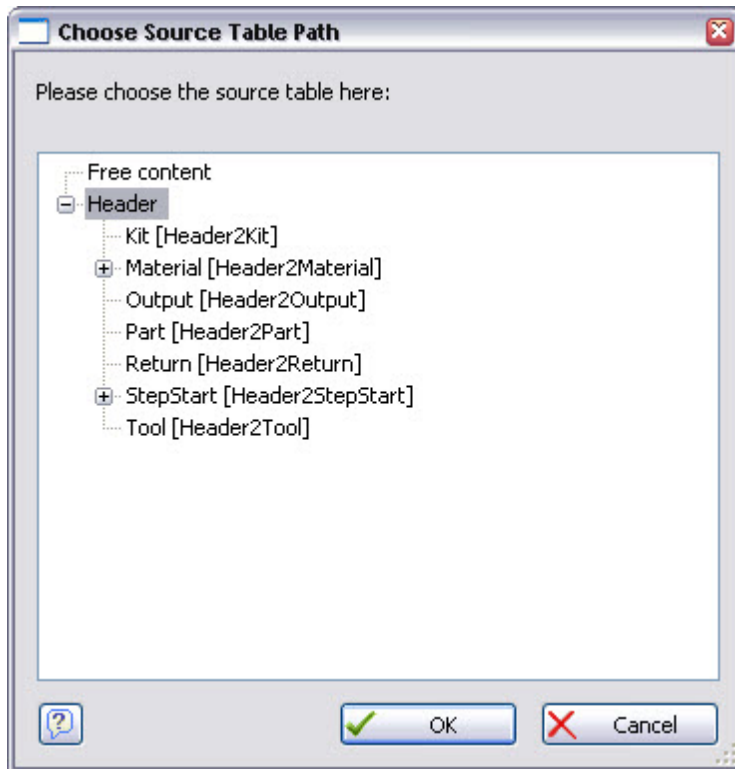 Choose Source Table Path
Please choose the source table here:
Free content
Header
Kit [Header2Kit]
Material [Header2Material]
Output [Header2Output]
Part [Header2Part]
Return [Header2Return]
StepStart [Header2StepStart]
Tool [Header2Tool]
OK Cancel